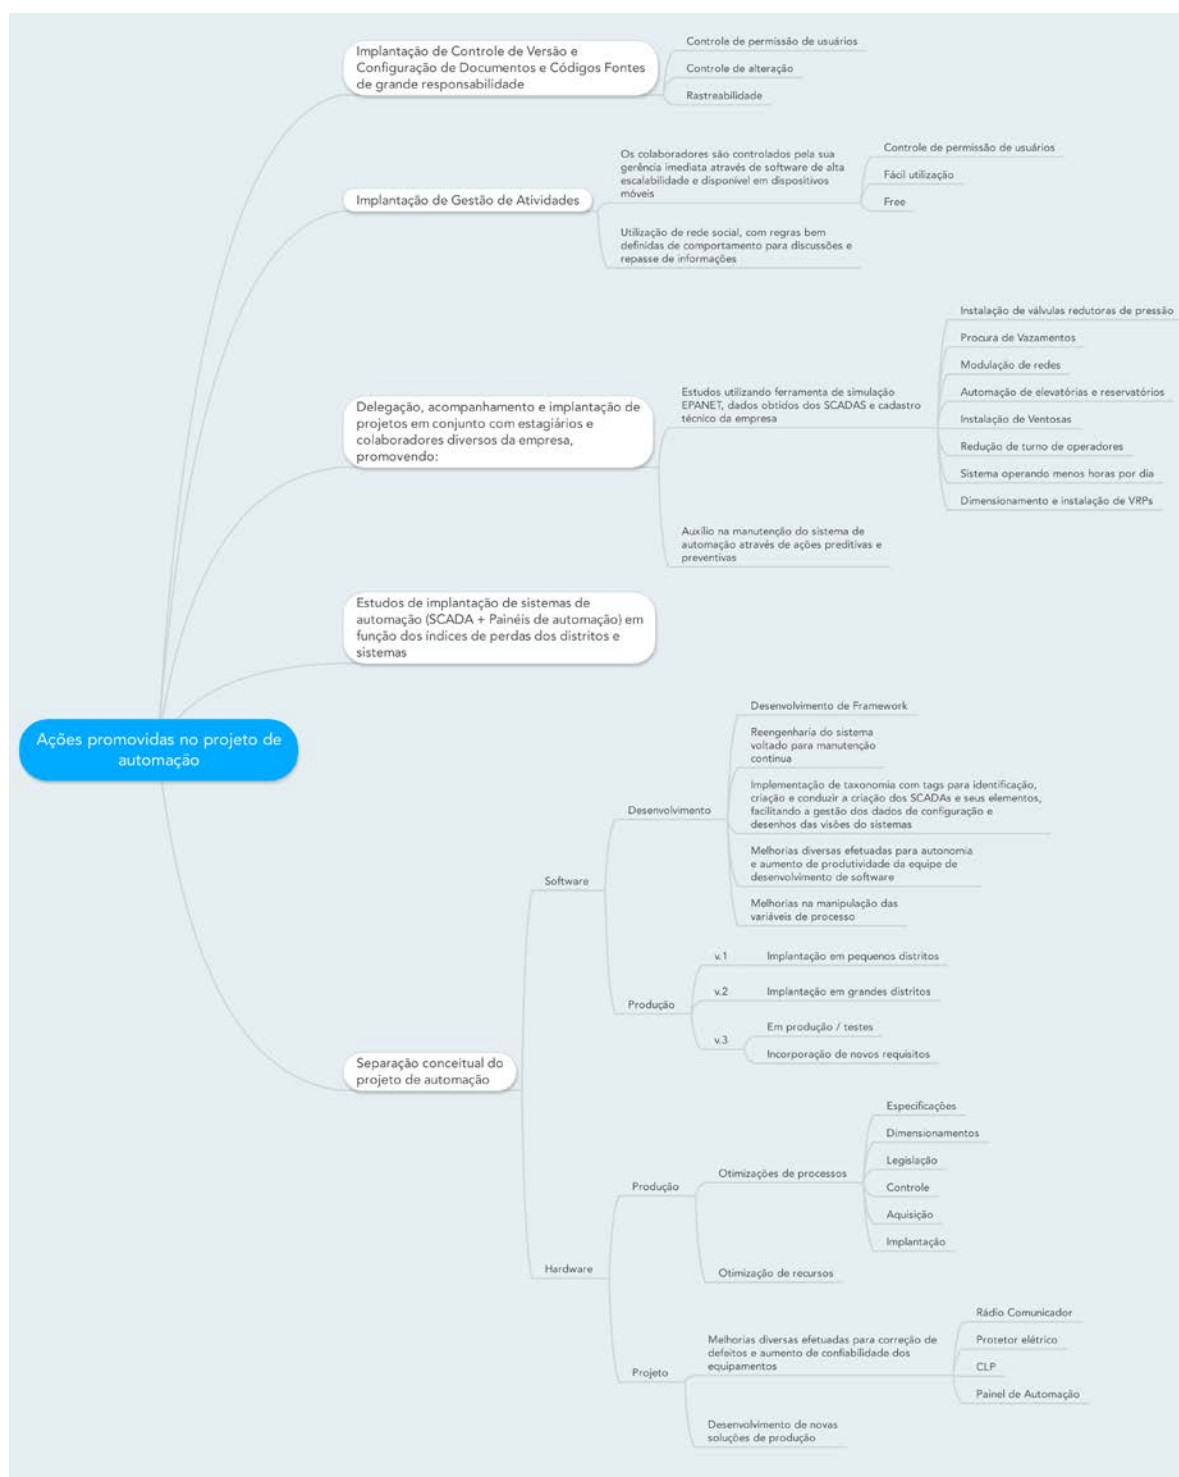 Implantação de Controle de Versão e
Configuração de Documentos e Códigos Fontes
de grande responsabilidade
Controle de permissão de usuários
Controle de alteração
Rastreabilidade
Implantação de Gestão de Atividades
Os colaboradores são controlados pela sua
gerência imediata através de software de alta
escalabilidade e disponível em dispositivos
móveis
Controle de permissão de usuários
Fácil utilização
Free
Utilização de rede social, com regras bem
definidas de comportamento para discussões e
repasse de informações
Delegação, acompanhamento e implantação de
projetos em conjunto com estagiários e
colaboradores diversos da empresa,
promovendo:
Estudos utilizando ferramenta de simulação
EPANET, dados obtidos dos SCADAS e cadastro
técnico da empresa
Instalação de válvulas redutoras de pressão
Procura de Vazamentos
Modulação de redes
Automação de elevatórias e reservatórios
Instalação de Ventosas
Redução de turno de operadores
Sistema operando menos horas por dia
Dimensionamento e instalação de VRPs
Auxílio na manutenção do sistema de
automação através de ações preditivas e
preventivas
Estudos de implantação de sistemas de
automação (SCADA + Painéis de automação) em
função dos índices de perdas dos distritos e
sistemas
Ações promovidas no projeto de
automação
Separação conceitual do
projeto de automação
Software
Desenvolvimento
Desenvolvimento de Framework
Reengenharia do sistema
voltado para manutenção
continua
Implementação de taxonomia com tags para identificação,
criação e conduzir a criação dos SCADAs e seus elementos,
facilitando a gestão dos dados de configuração e
desenhos das visões do sistemas
Melhorias diversas efetuadas para autonomia
e aumento de produtividade da equipe de
desenvolvimento de software
Melhorias na manipulação das
variáveis de processo
Produção
v.1 Implantação em pequenos distritos
v.2 Implantação em grandes distritos
v.3
Em produção / testes
Incorporação de novos requisitos
Hardware
Produção
Otimizações de processos
Especificações
Dimensionamentos
Legislação
Controle
Aquisição
Implantação
Otimização de recursos
Projeto
Melhorias diversas efetuadas para correção de
defeitos e aumento de confiabilidade dos
equipamentos
Rádio Comunicador
Protetor elétrico
CLP
Painel de Automação
Desenvolvimento de novas
soluções de produção